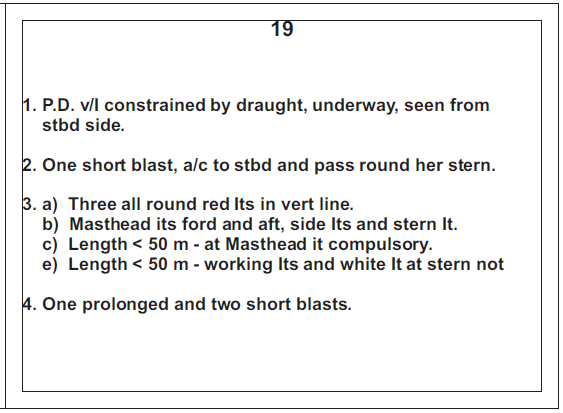 19
1. P.D. v/l constrained by draught, underway, seen from
stbd side.
2. One short blast, a/c to stbd and pass round her stern.
3. a) Three all round red lts in vert line.
b) Masthead its ford and aft, side lts and stern lt.
c) Length < 50 m - at Masthead it compulsory.
e) Length < 50 m - working lts and white lt at stern not
4. One prolonged and two short blasts.